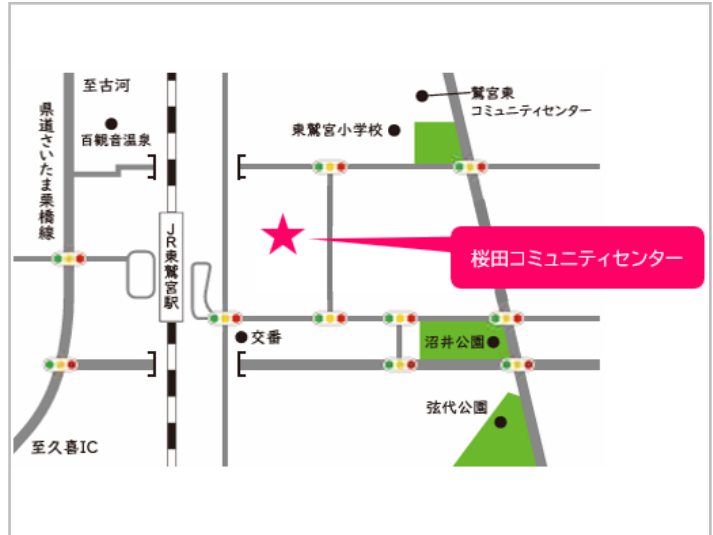 至古河
百観音温泉
県道さいたま栗橋線
鷲宮東
コミュニティセンター
東鷲宮小学校
JR東鷲宮駅
桜田コミュニティセンター
交番
沼井公園
弦代公園
至久喜IC